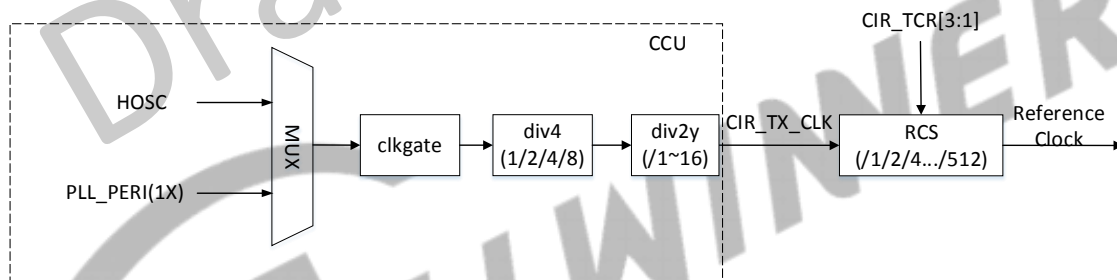 CIR_TCR[3:1]
CCU
HOSC
MUX
clkgate
div4
(1/2/4/8)
div2y
(/1~16)
CIR_TX_CLK
RCS
(/1/2/4.../512)
Reference
Clock
PLL_PERI(1X)